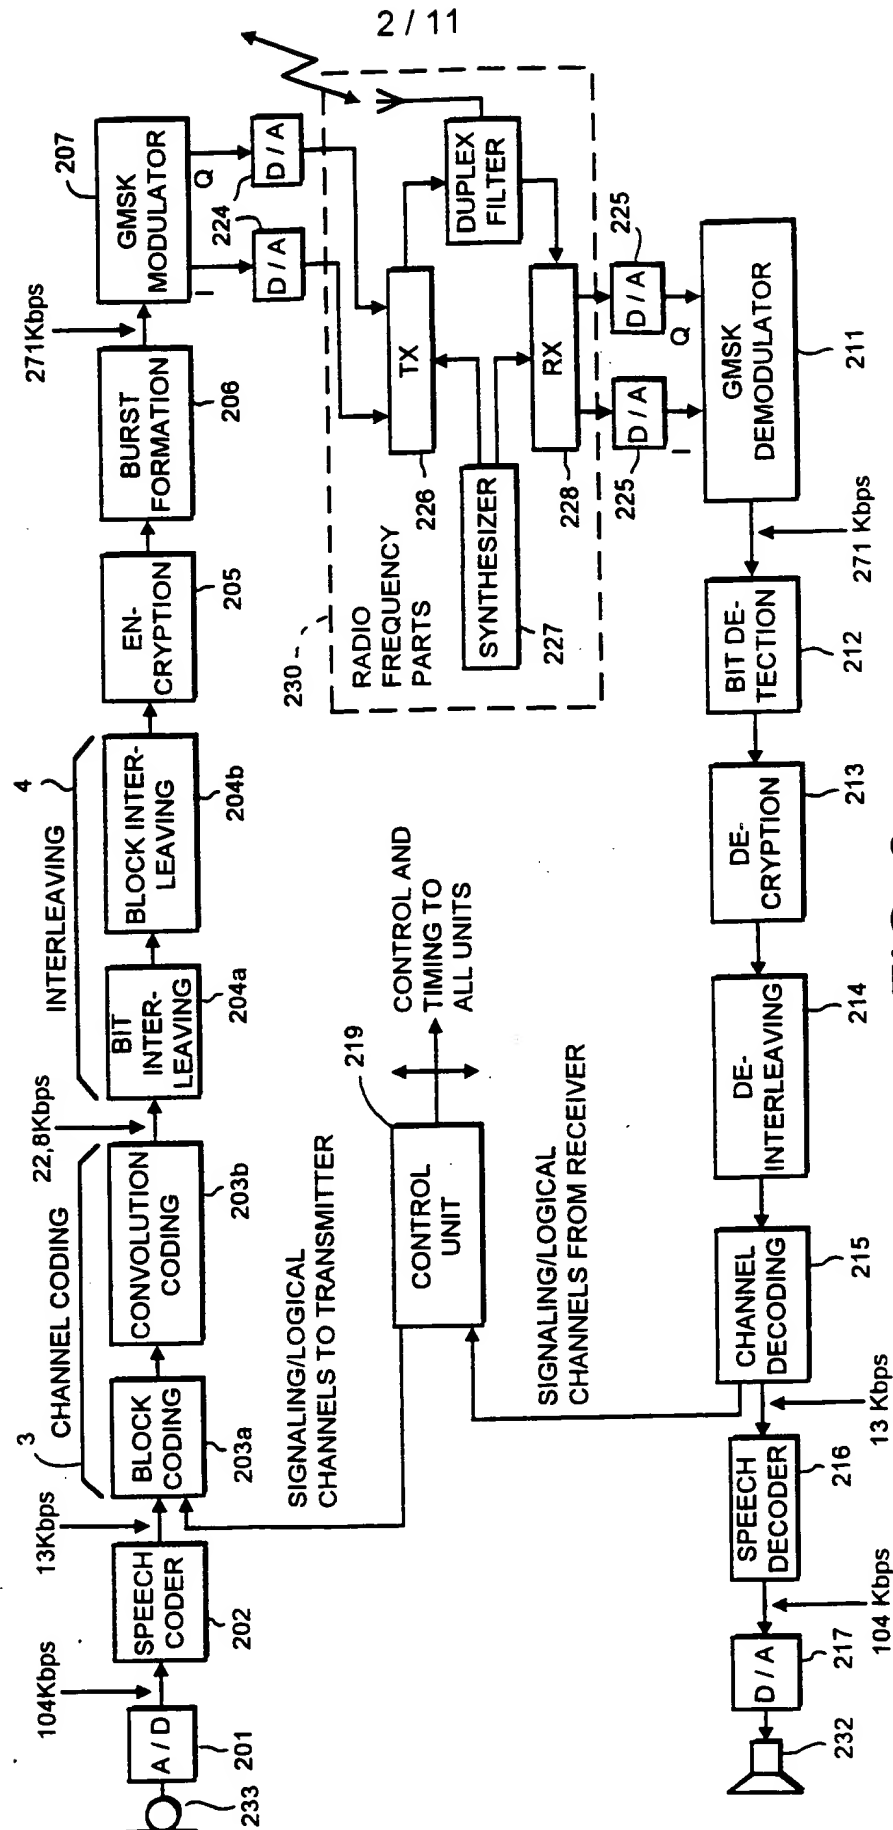 2 / 11
233
A / D
201
104Kbps
SPEECH
CODER
202
13Kbps
3
CHANNEL CODING
BLOCK
CODING
203a
CONVOLUTION
CODING
203b
22,8Kbps
4
INTERLEAVING
BIT
INTER-
LEAVING
204a
BLOCK INTER-
LEAVING
204b
EN-
CRYPTION
205
BURST
FORMATION
206
271Kbps
GMSK
MODULATOR
207
I
Q
224
D / A
D / A
230
RADIO
FREQUENCY
PARTS
TX
226
DUPLEX
FILTER
SYNTHESIZER
227
RX
228
225
D / A
D / A
225
I
Q
GMSK
DEMODULATOR
211
271 Kbps
BIT DE-
TECTION
212
DE-
CRYPTION
213
DE-
INTERLEAVING
214
CHANNEL
DECODING
215
13 Kbps
SPEECH
DECODER
216
104 Kbps
D / A
217
232
SIGNALING/LOGICAL
CHANNELS TO TRANSMITTER
CONTROL
UNIT
219
CONTROL AND
TIMING TO
ALL UNITS
SIGNALING/LOGICAL
CHANNELS FROM RECEIVER